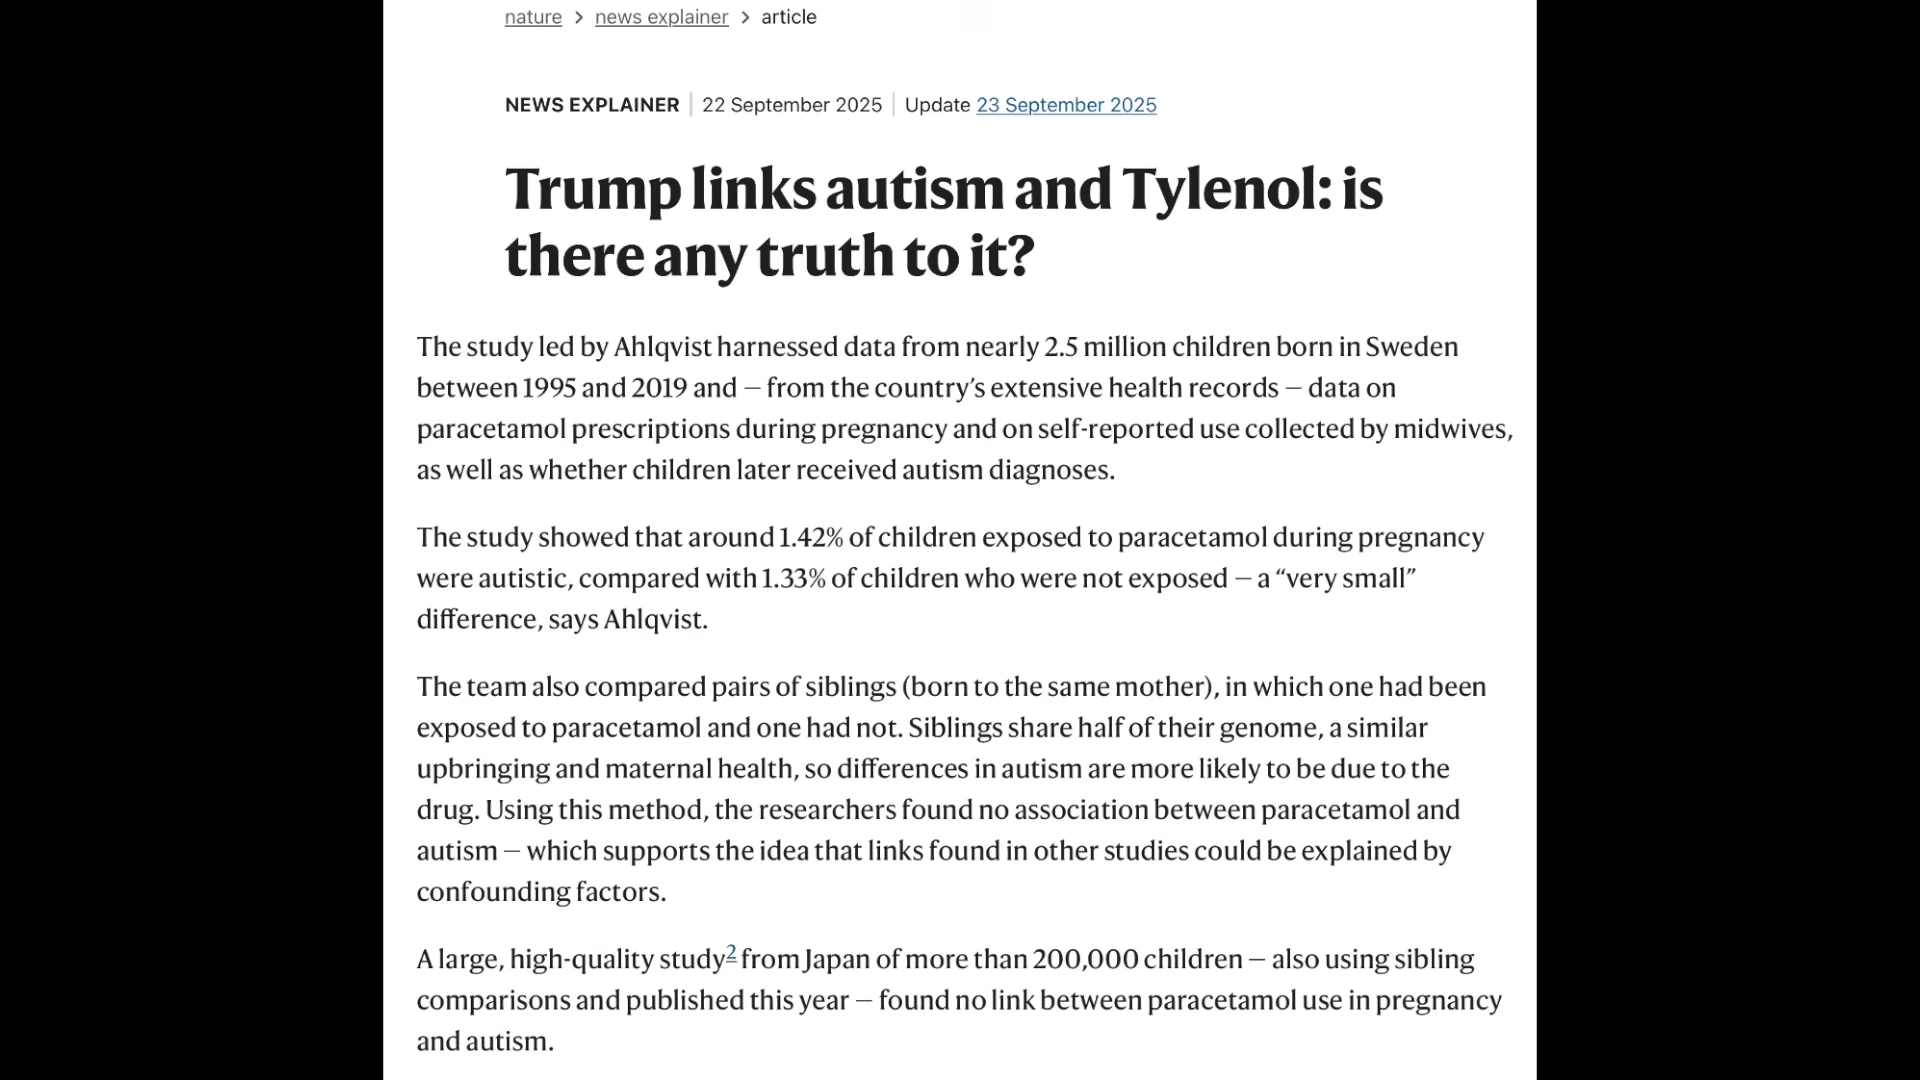 nature > news explainer > article
NEWS EXPLAINER | 22 September 2025 | Update 23 September 2025
Trump links autism and Tylenol: is
there any truth to it?
The study led by Ahlqvist harnessed data from nearly 2.5 million children born in Sweden
between 1995 and 2019 and – from the country’s extensive health records – data on
paracetamol prescriptions during pregnancy and on self-reported use collected by midwives,
as well as whether children later received autism diagnoses.
The study showed that around 1.42% of children exposed to paracetamol during pregnancy
were autistic, compared with 1.33% of children who were not exposed – a “very small”
difference, says Ahlqvist.
The team also compared pairs of siblings (born to the same mother), in which one had been
exposed to paracetamol and one had not. Siblings share half of their genome, a similar
upbringing and maternal health, so differences in autism are more likely to be due to the
drug. Using this method, the researchers found no association between paracetamol and
autism – which supports the idea that links found in other studies could be explained by
confounding factors.
A large, high-quality study2 from Japan of more than 200,000 children – also using sibling
comparisons and published this year – found no link between paracetamol use in pregnancy
and autism.